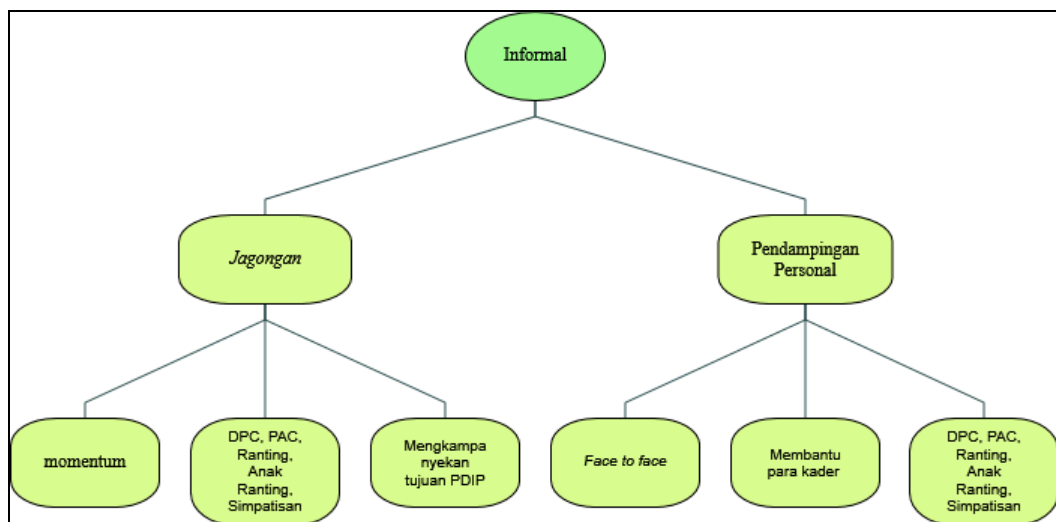 Informal
Jagongan
Pendampingan
Personal
momentum
DPC, PAC,
Ranting,
Anak
Ranting,
Simpatisan
Mengkampa
nyekan
tujuan PDIP
Face to face
Membantu
para kader
DPC, PAC,
Ranting,
Anak
Ranting,
Simpatisan